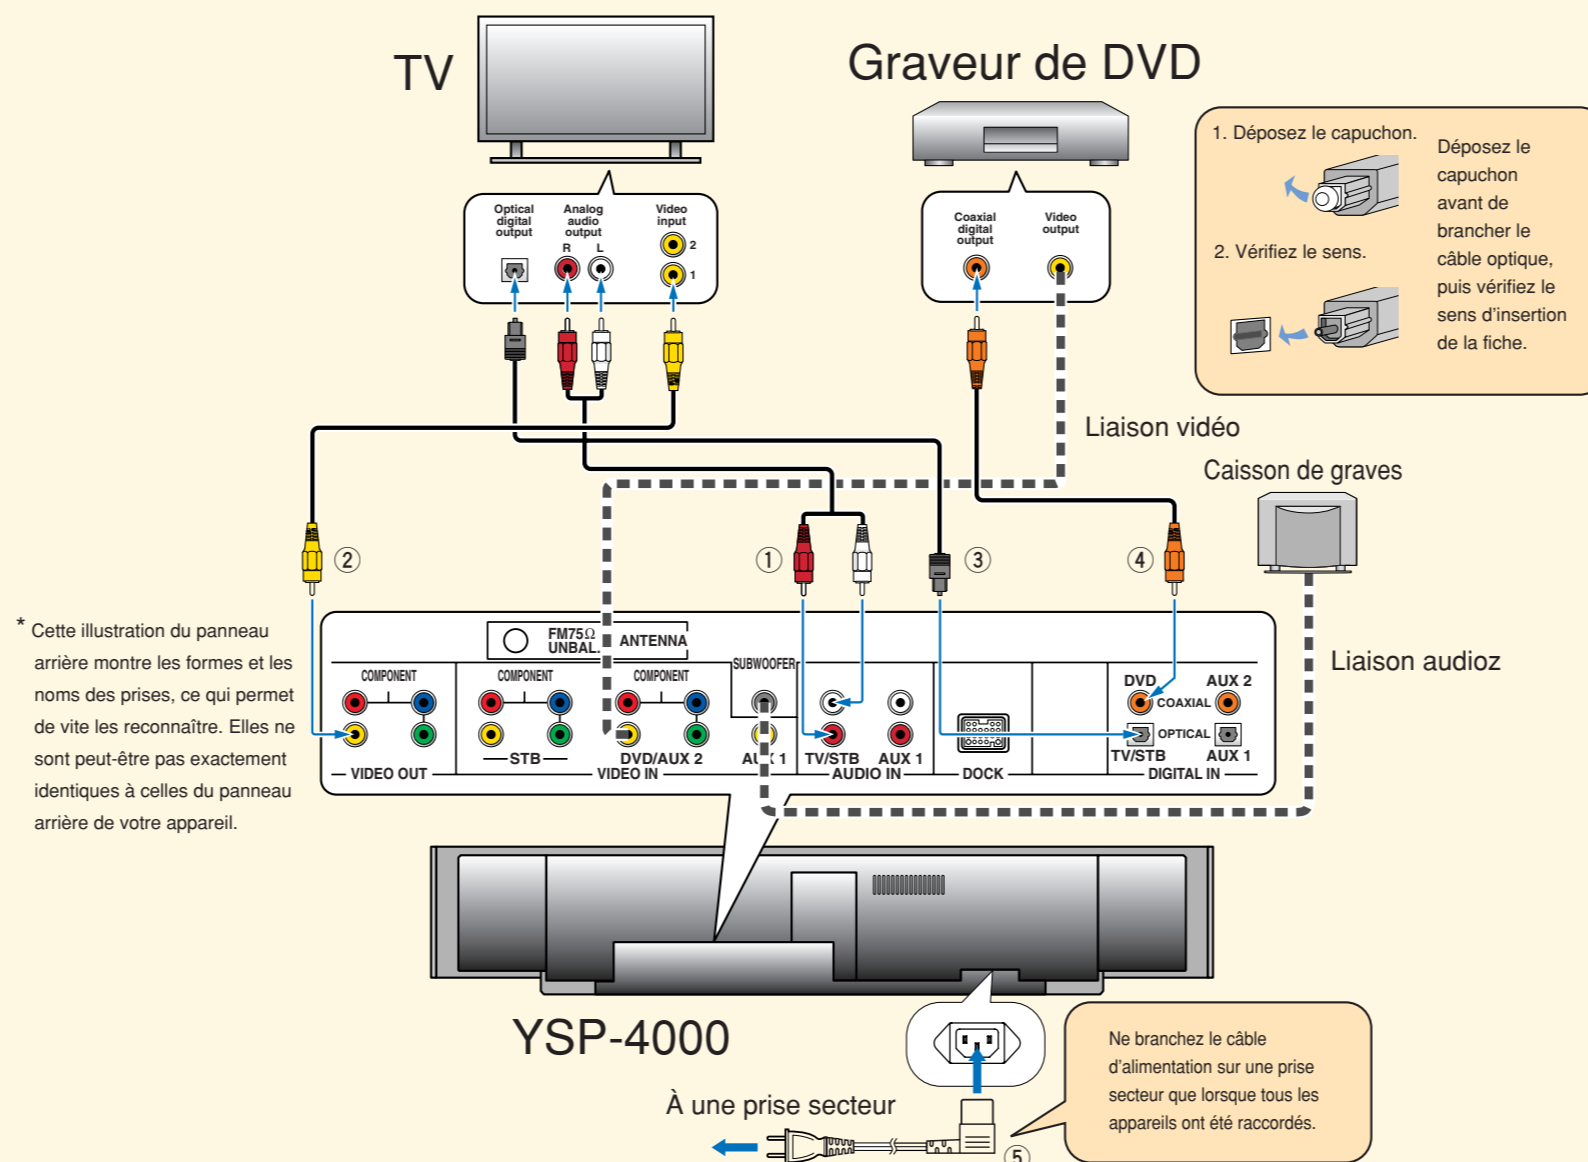 TV
Graveur de DVD
Optical
digital
output
Analog
audio
output
R L
Video
input
2
1
Coaxial
digital
output
Video
output
1. Déposez le capuchon.
2. Vérifiez le sens.
Déposez le
capuchon
avant de
brancher le
câble optique,
puis vérifiez le
sens d’insertion
de la fiche.
Liaison vidéo
Caisson de graves
②
①
③
④
* Cette illustration du panneau
arrière montre les formes et les
noms des prises, ce qui permet
de vite les reconnaître. Elles ne
sont peut-être pas exactement
identiques à celles du panneau
arrière de votre appareil.
FM75Ω
UNBAL.
ANTENNA
COMPONENT
VIDEO OUT
COMPONENT
STB
COMPONENT
DVD/AUX 2
VIDEO IN
SUBWOOFER
AUX 1
TV/STB
AUX 1
AUDIO IN
DOCK
DVD
AUX 2
COAXIAL
OPTICAL
TV/STB
AUX 1
DIGITAL IN
Liaison audioz
YSP-4000
À une prise secteur
⑤
Ne branchez le câble
d’alimentation sur une prise
secteur que lorsque tous les
appareils ont été raccordés.